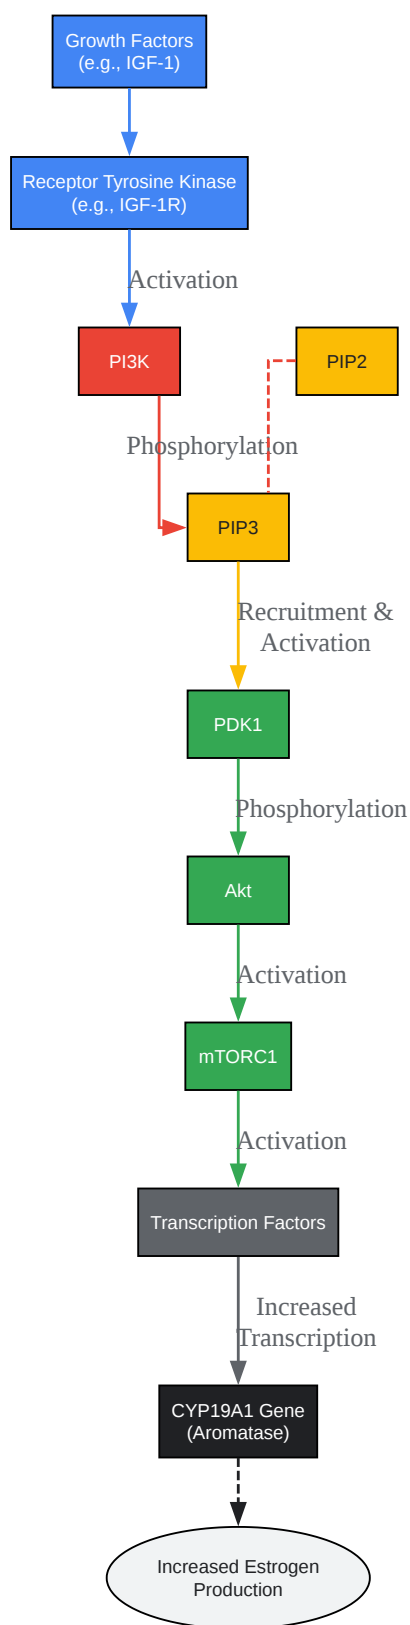 Growth Factors
(e.g., IGF-1)
Receptor Tyrosine Kinase
(e.g., IGF-1R)
Activation
PI3K
PIP2
Phosphorylation
PIP3
Recruitment &
Activation
PDK1
Phosphorylation
Akt
Activation
mTORC1
Activation
Transcription Factors
Increased
Transcription
CYP19A1 Gene
(Aromatase)
Increased Estrogen
Production